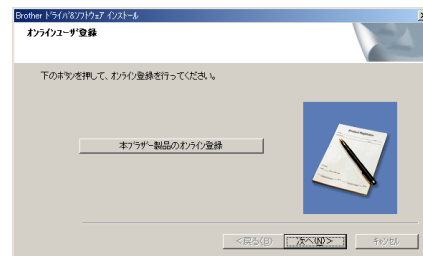 Brother ドライバ&ソフトウェア インストール
オンラインユーザ登録
下のボタンを押して、オンライン登録を行ってください。
本ブラザー製品のオンライン登録
Product Registration
<戻る(B) 次へ(N)> キャンセル